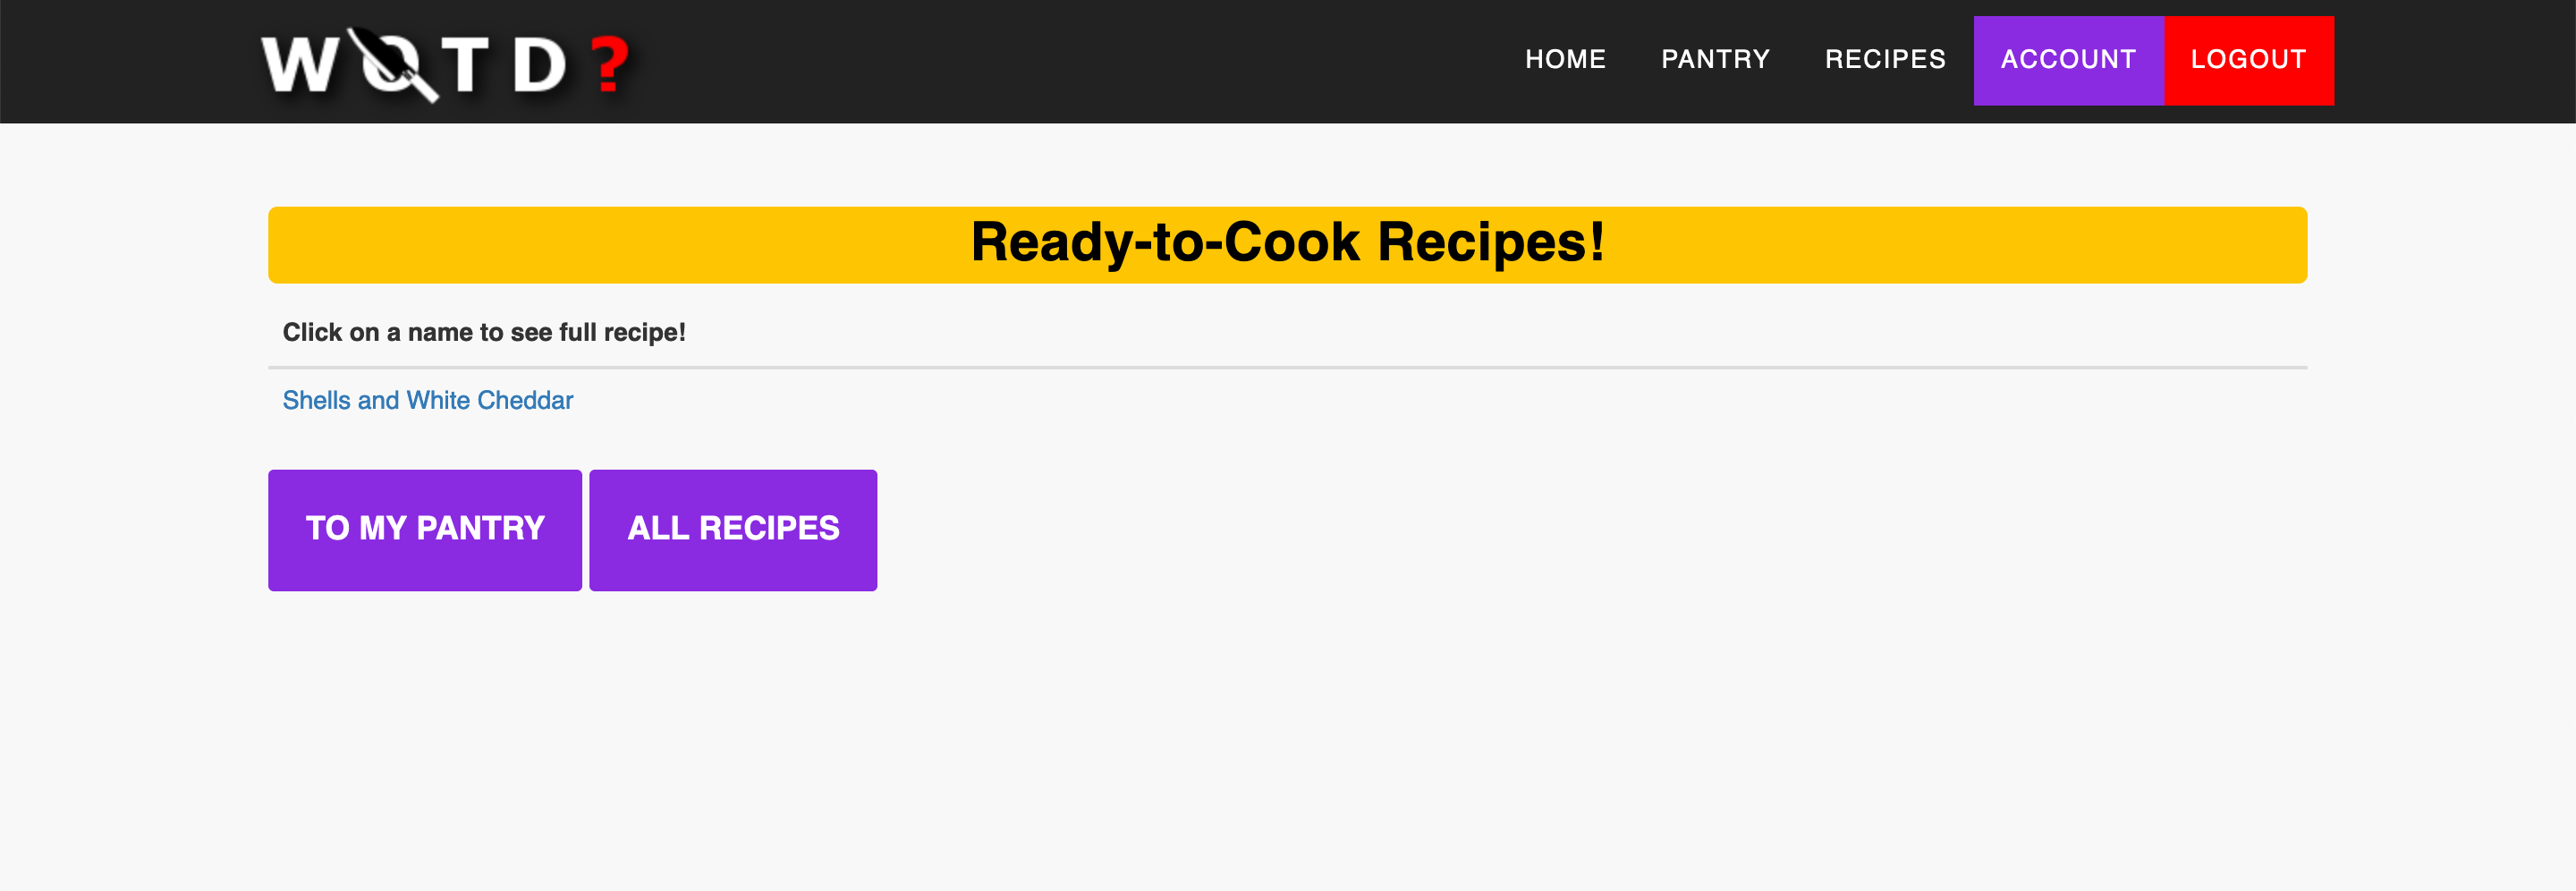 WOTD?
HOME PANTRY RECIPES ACCOUNT LOGOUT
Ready-to-Cook Recipes!
Click on a name to see full recipe!
Shells and White Cheddar
TO MY PANTRY ALL RECIPES